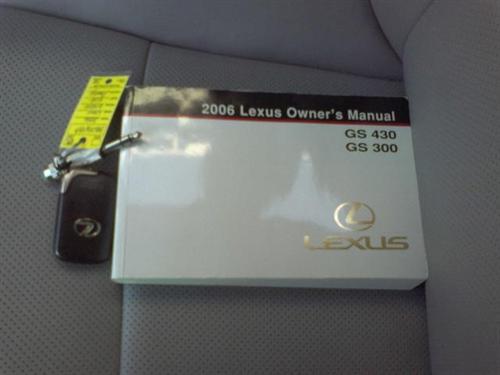 2006 Lexus Owner's Manual
GS 430
GS 300
LEXUS